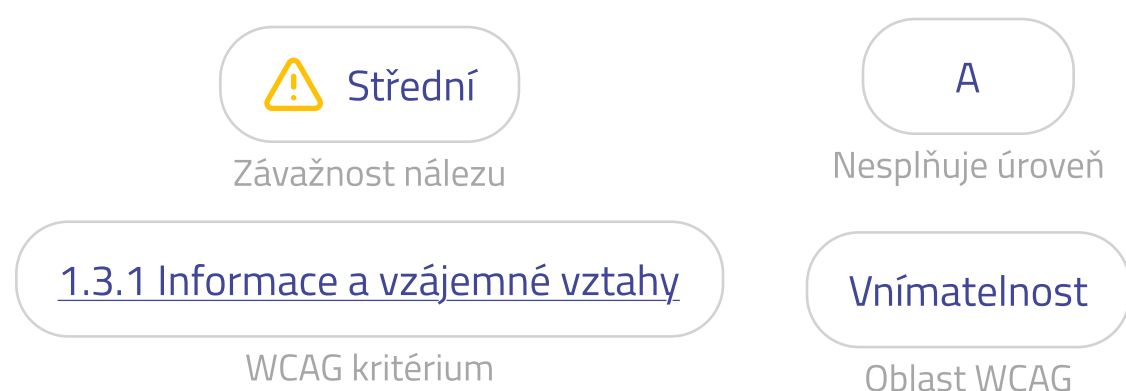 Střední
A
Závažnost nálezu
Nesplňuje úroveň
1.3.1 Informace a vzájemné vztahy
Vnímatelnost
WCAG kritérium
Oblast WCAG